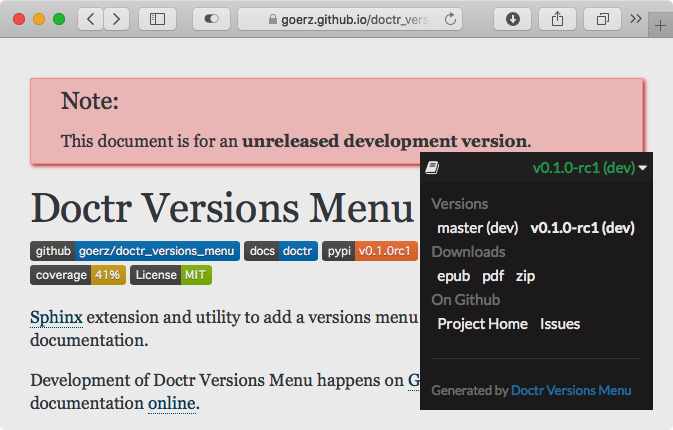 goerz.github.io/doctr_vers
Note:
This document is for an unreleased development version.
v0.1.0-rc1 (dev)
Versions
master (dev) v0.1.0-rc1 (dev)
Downloads
epub pdf zip
On Github
Project Home Issues
Generated by Doctr Versions Menu
Doctr Versions Menu
github goerz/doctr_versions_menu docs doctr pypi v0.1.0rc1
coverage 41% License MIT
Sphinx extension and utility to add a versions menu
documentation.
Development of Doctr Versions Menu happens on G
documentation online.